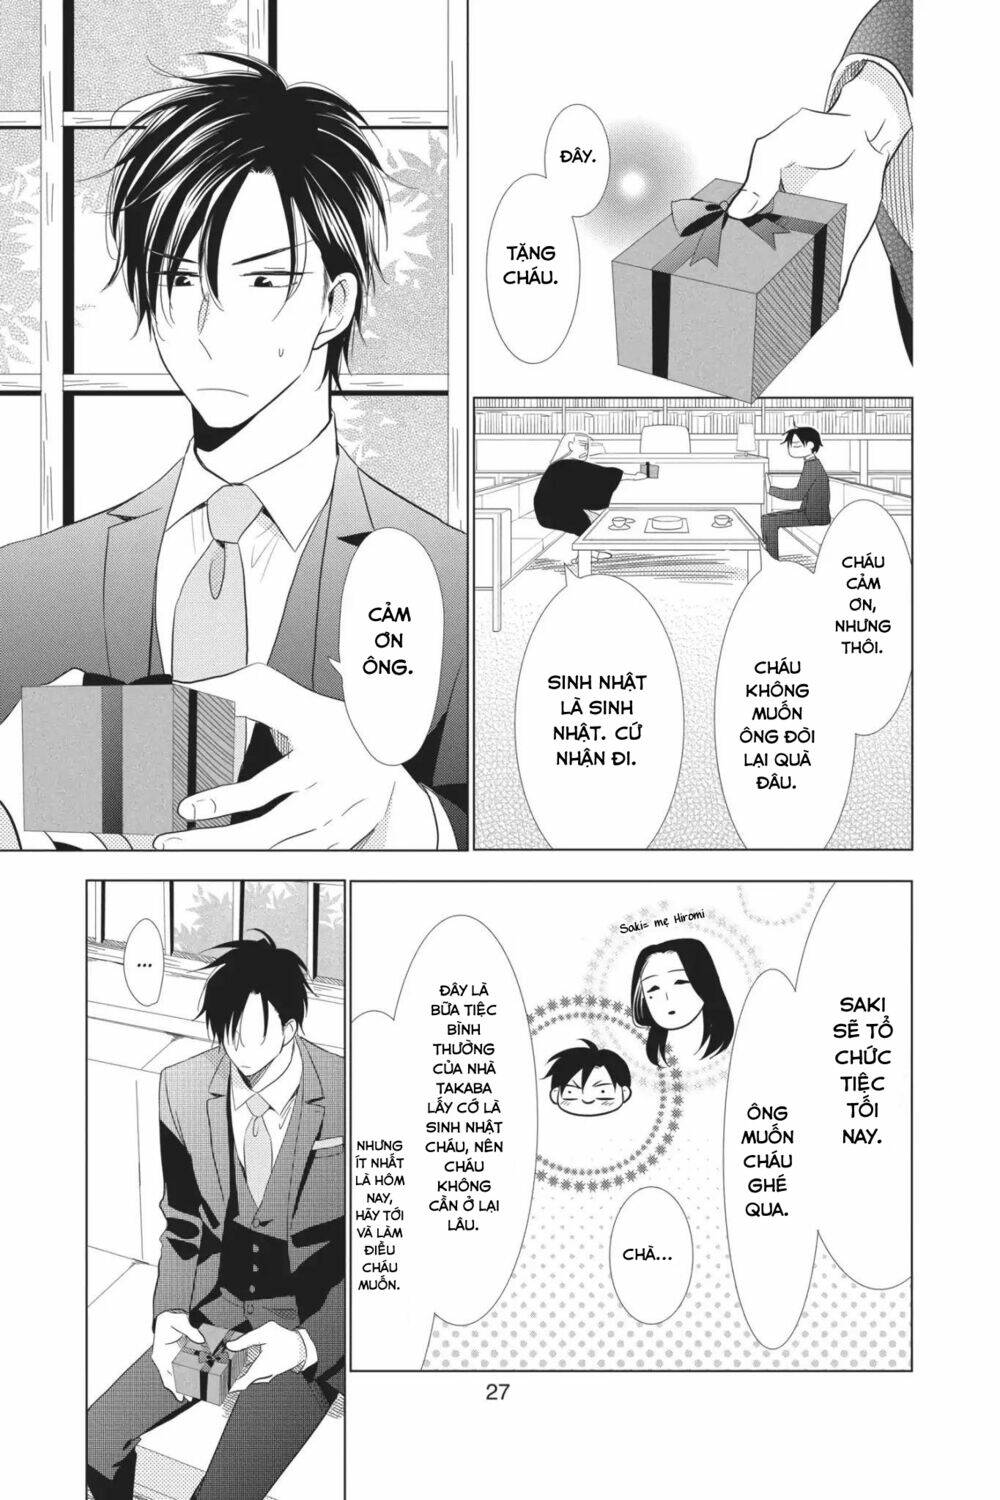 ĐÂY.
TẶNG
CHÁU.
CHÁU
CẢM
ƠN,
NHƯNG
THÔI.
CHÁU
KHÔNG
MUỐN
ÔNG ĐÒI
LẠI QUÀ
ĐÂU.
SINH NHẬT
LÀ SINH
NHẬT. CỨ
NHẬN ĐI.
CẢM
ƠN
ÔNG.
SAKI
SẼ TỔ
CHỨC
TIỆC
TỐI
NAY.
ÔNG
MUỐN
CHÁU
GHÉ
QUA.
Saki= mẹ Hiromi
CHÀ...
ĐÂY LÀ
BỮA TIỆC
BÌNH
THƯỜNG
CỦA NHÀ
TAKABA
LẤY CỚ LÀ
SINH NHẬT
CHÁU, NÊN
CHÁU
KHÔNG
CẦN Ở LẠI
LÂU.
NHƯNG
ÍT NHẤT
LÀ HÔM
NAY,
HÃY TỚI
VÀ LÀM
ĐIỀU
CHÁU
MUỐN.
...
27